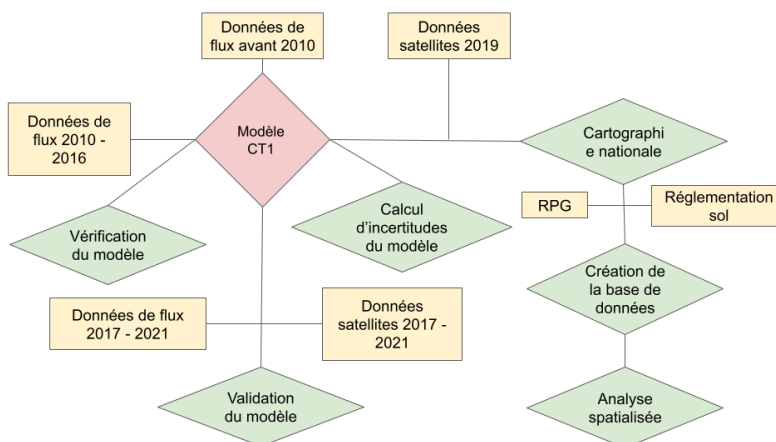 Données de
flux avant 2010
Données
satellites 2019
Données de
flux 2010 -
2016
Modèle
CT1
Cartographi
e nationale
RPG
Réglementation
sol
Vérification
du modèle
Calcul
d'incertitudes
du modèle
Création de
la base de
données
Données de flux
2017 - 2021
Données
satellites 2017 -
2021
Validation
du modèle
Analyse
spatialisée